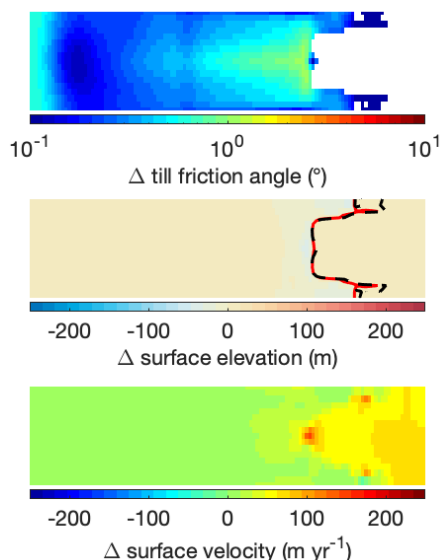 10⁻¹ 10⁰ 10¹
Δ till friction angle (°)
-200 -100 0 100 200
Δ surface elevation (m)
-200 -100 0 100 200
Δ surface velocity (m yr⁻¹)